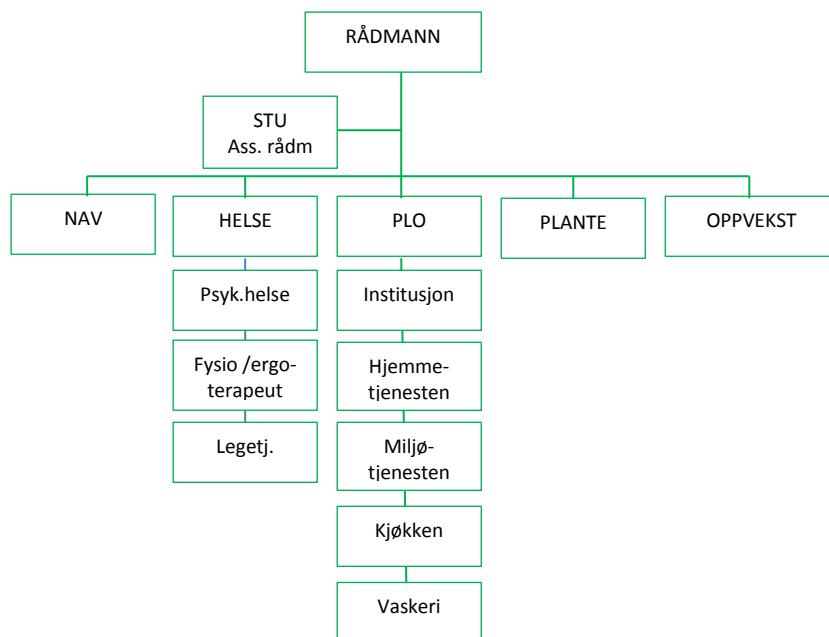 RÅDMANN
STU
Ass. rådm
NAV
HELSE
PLO
PLANTE
OPPVEKST
Psyk.helse
Institusjon
Fysio /ergo-
terapeut
Hjemme-
tjenesten
Legetj.
Miljø-
tjenesten
Kjøkken
Vaskeri